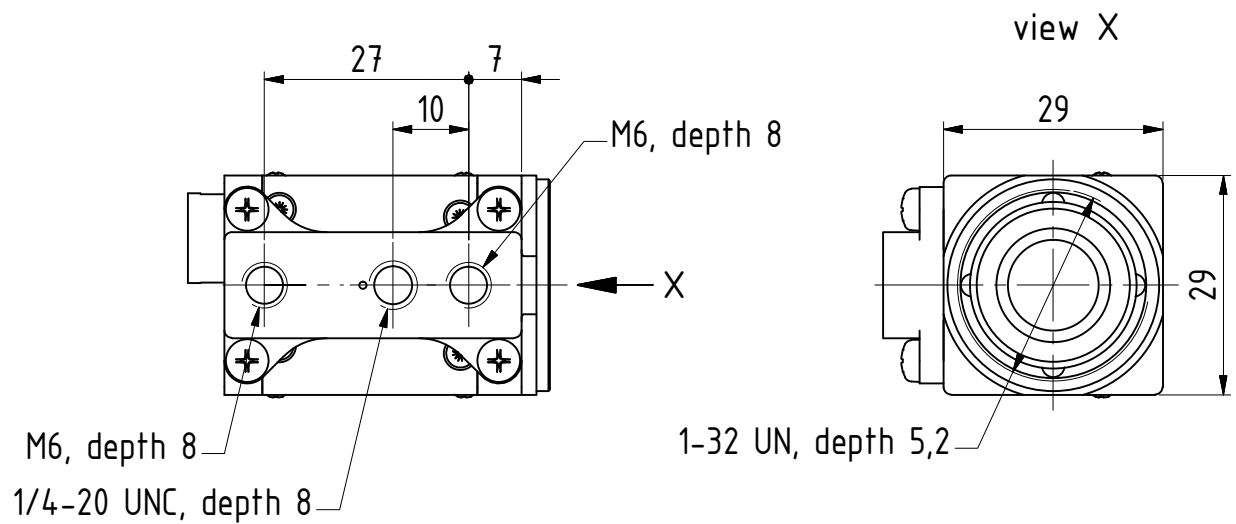 view X
27
7
10
29
M6, depth 8
X
29
M6, depth 8
1-32 UN, depth 5,2
1/4-20 UNC, depth 8